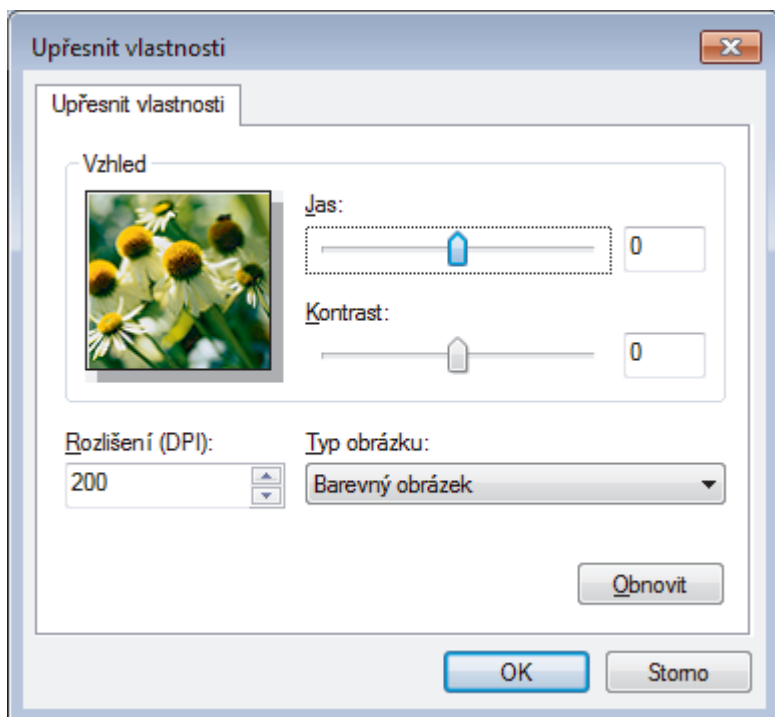 Upřesnit vlastnosti
Upřesnit vlastnosti
Vzhled
Jas:
0
Kontrast:
0
Rozlišení (DPI):
Typ obrázku:
200
Barevný obrázek
Obnovit
OK
Storno